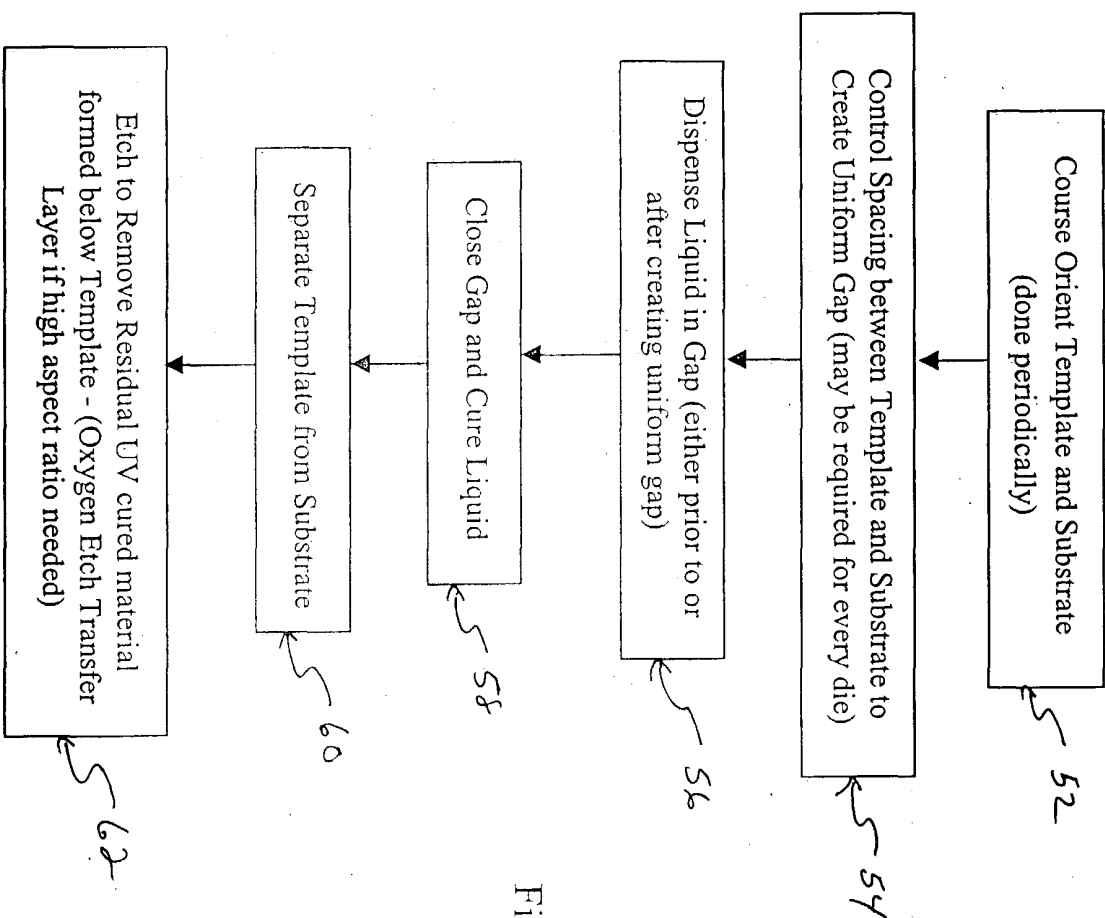 Course Orient Template and Substrate
(done periodically)
52
Control Spacing between Template and Substrate to
Create Uniform Gap (may be required for every die)
54
Dispense Liquid in Gap (either prior to or
after creating uniform gap)
56
Close Gap and Cure Liquid
58
Separate Template from Substrate
60
Etch to Remove Residual UV cured material
formed below Template - (Oxygen Etch Transfer
Layer if high aspect ratio needed)
62
Fi